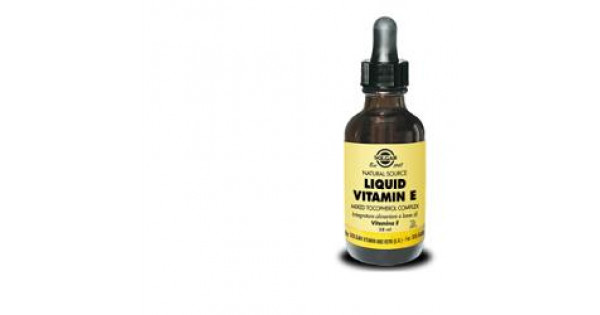 SOLGAR
NATURAL SOURCE
LIQUID
VITAMIN E
MIXED TOCOPHEROL COMPLEX
Integratore alimentare a base di
Vitamina E